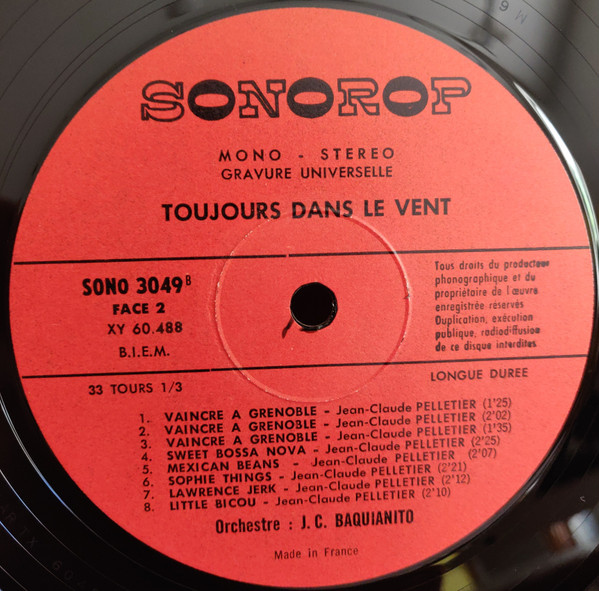 SONOROP
MONO - STEREO
GRAVURE UNIVERSELLE
TOUJOURS DANS LE VENT
SONO 3049 B
FACE 2
XY 60.488
B.I.E.M.
Tous droits du producteur
phonographique et du
propriétaire de l'œuvre
enregistrée réservés
Duplication, exécution
publique, radiodiffusion
de ce disque interdites
33 TOURS 1/3
LONGUE DUREE
1. VAINCRE A GRENOBLE - Jean-Claude PELLETIER (1'25)
2. VAINCRE A GRENOBLE - Jean-Claude PELLETIER (2'02)
3. VAINCRE A GRENOBLE - Jean-Claude PELLETIER (1'35)
4. SWEET BOSSA NOVA - Jean-Claude PELLETIER (2'25)
5. MEXICAN BEANS - Jean-Claude PELLETIER (2'07)
6. SOPHIE THINGS - Jean-Claude PELLETIER (2'21)
7. LAWRENCE JERK - Jean-Claude PELLETIER (2'12)
8. LITTLE BICOU - Jean-Claude PELLETIER (2'10)
Orchestre : J. C. BAQUIANITO
Made in France